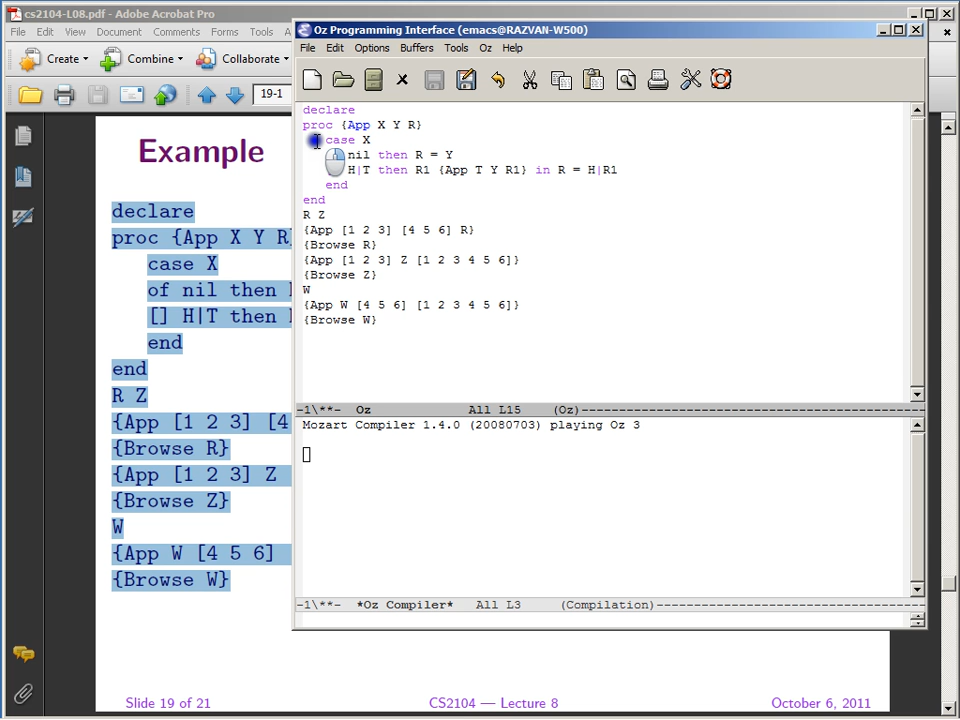 cs2104-L08.pdf - Adobe Acrobat Pro
File Edit View Document Comments Forms Tools A
Create Combine Collaborate
19-1
Example
declare
proc {App X Y R}
case X
of nil then
[] H|T then
end
end
R Z
{App [1 2 3] [4
{Browse R}
{App [1 2 3] Z
{Browse Z}
W
{App W [4 5 6]
{Browse W}
Slide 19 of 21 CS2104 — Lecture 8 October 6, 2011
Oz Programming Interface (emacs@RAZVAN-W500)
File Edit Options Buffers Tools Oz Help
declare
proc {App X Y R}
case X
nil then R = Y
H|T then R1 {App T Y R1} in R = H|R1
end
end
R Z
{App [1 2 3] [4 5 6] R}
{Browse R}
{App [1 2 3] Z [1 2 3 4 5 6]}
{Browse Z}
W
{App W [4 5 6] [1 2 3 4 5 6]}
{Browse W}
-1\**- Oz All L15 (Oz)
Mozart Compiler 1.4.0 (20080703) playing Oz 3
-1\**- *Oz Compiler* All L3 (Compilation)